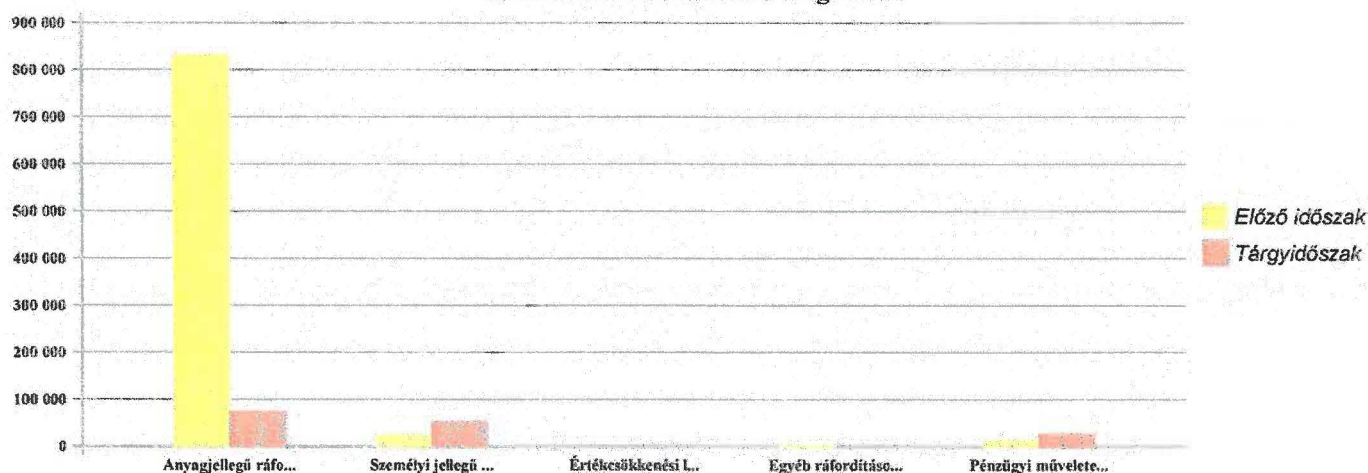 900 000
800 000
700 000
600 000
500 000
400 000
300 000
200 000
100 000
0
Anyagjellegű ráfo...
Személyi jellegű ...
Értékcsökkenési l...
Egyéb ráfordításo...
Pénzügyi művelete...
Előző időszak
Tárgyidőszak